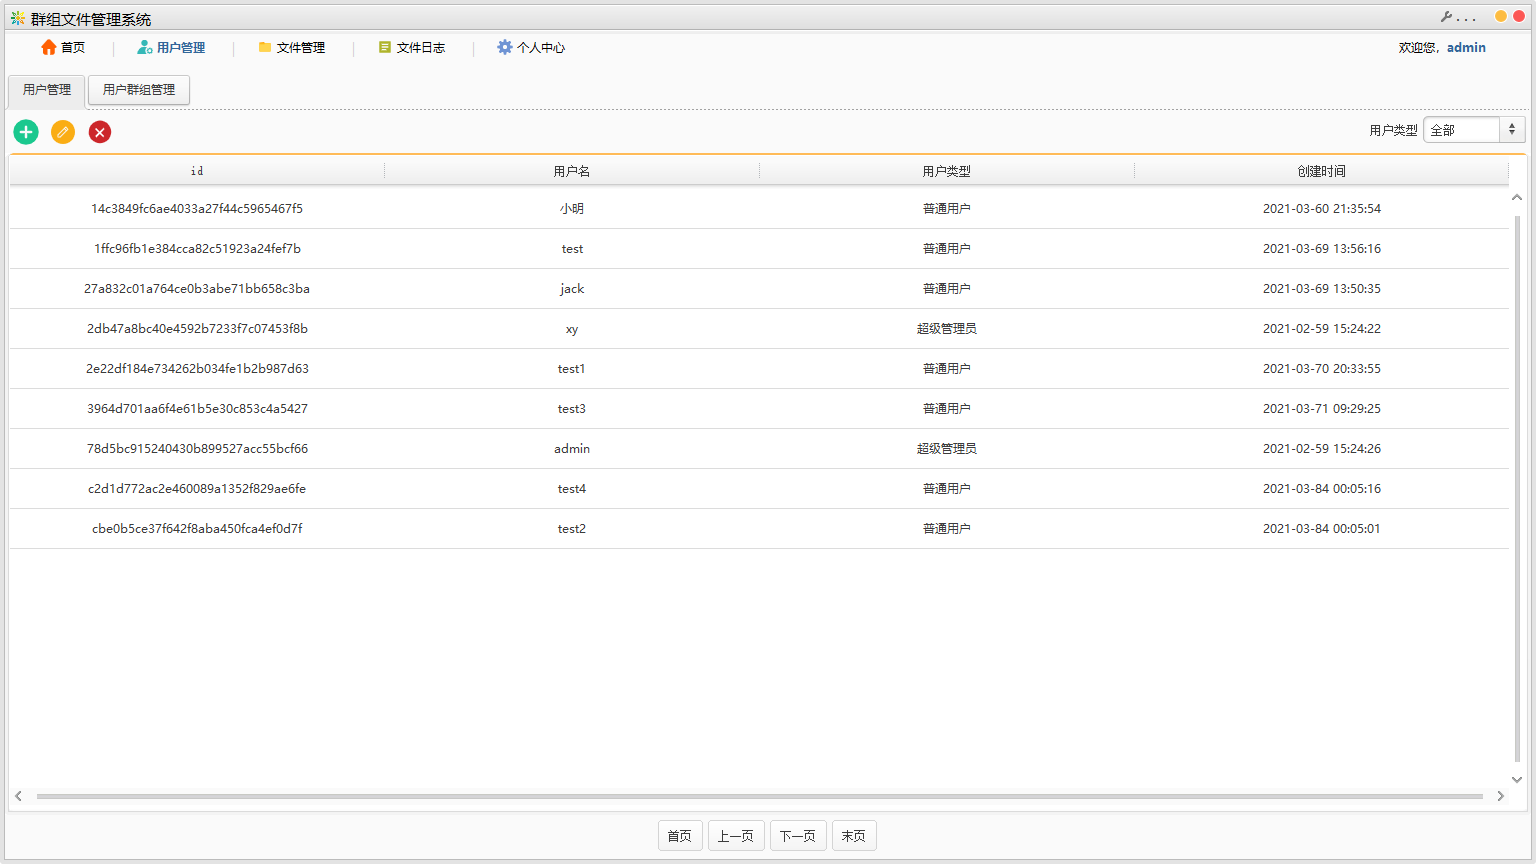 群组文件管理系统
首页 用户管理 文件管理 文件日志 个人中心 欢迎您，admin
用户管理 用户群组管理
用户类型 全部
id 用户名 用户类型 创建时间
14c3849fc6ae4033a27f44c5965467f5 小明 普通用户 2021-03-60 21:35:54
1ffc96fb1e384cca82c51923a24fef7b test 普通用户 2021-03-69 13:56:16
27a832c01a764ce0b3abe71bb658c3ba jack 普通用户 2021-03-69 13:50:35
2db47a8bc40e4592b7233f7c07453f8b xy 超级管理员 2021-02-59 15:24:22
2e22df184e734262b034fe1b2b987d63 test1 普通用户 2021-03-70 20:33:55
3964d701aa6f4e61b5e30c853c4a5427 test3 普通用户 2021-03-71 09:29:25
78d5bc915240430b899527acc55bcf66 admin 超级管理员 2021-02-59 15:24:26
c2d1d772ac2e460089a1352f829ae6fe test4 普通用户 2021-03-84 00:05:16
cbe0b5ce37f642f8aba450fca4ef0d7f test2 普通用户 2021-03-84 00:05:01
首页 上一页 下一页 末页